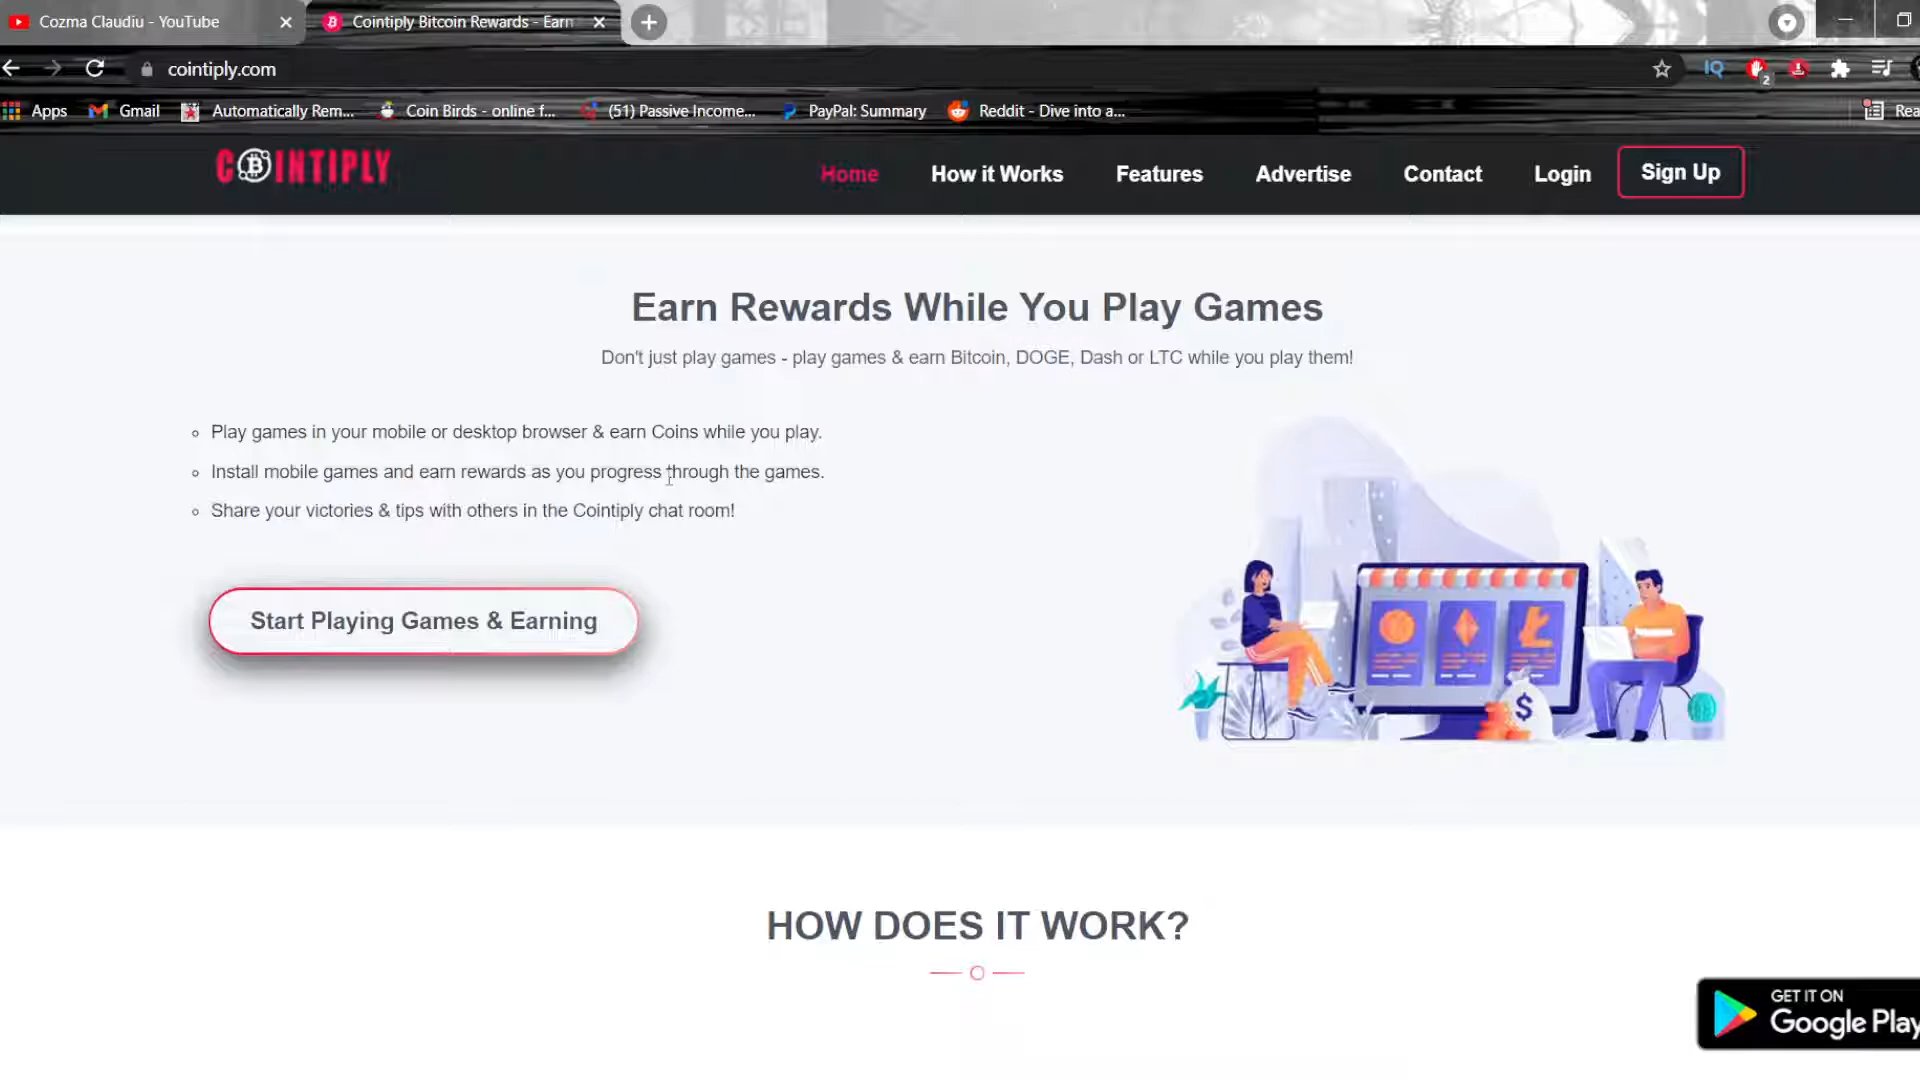 Cozma Claudiu - YouTube
Cointiply Bitcoin Rewards - Earn
cointiply.com
IQ
2
Apps
Gmail
Automatically Rem...
Coin Birds - online f...
(51) Passive Income...
PayPal: Summary
Reddit - Dive into a...
Rea
COINTIPLY
Home
How it Works
Features
Advertise
Contact
Login
Sign Up
Earn Rewards While You Play Games
Don't just play games - play games & earn Bitcoin, DOGE, Dash or LTC while you play them!
Play games in your mobile or desktop browser & earn Coins while you play.
Install mobile games and earn rewards as you progress through the games.
Share your victories & tips with others in the Cointiply chat room!
Start Playing Games & Earning
$
HOW DOES IT WORK?
GET IT ON
Google Play